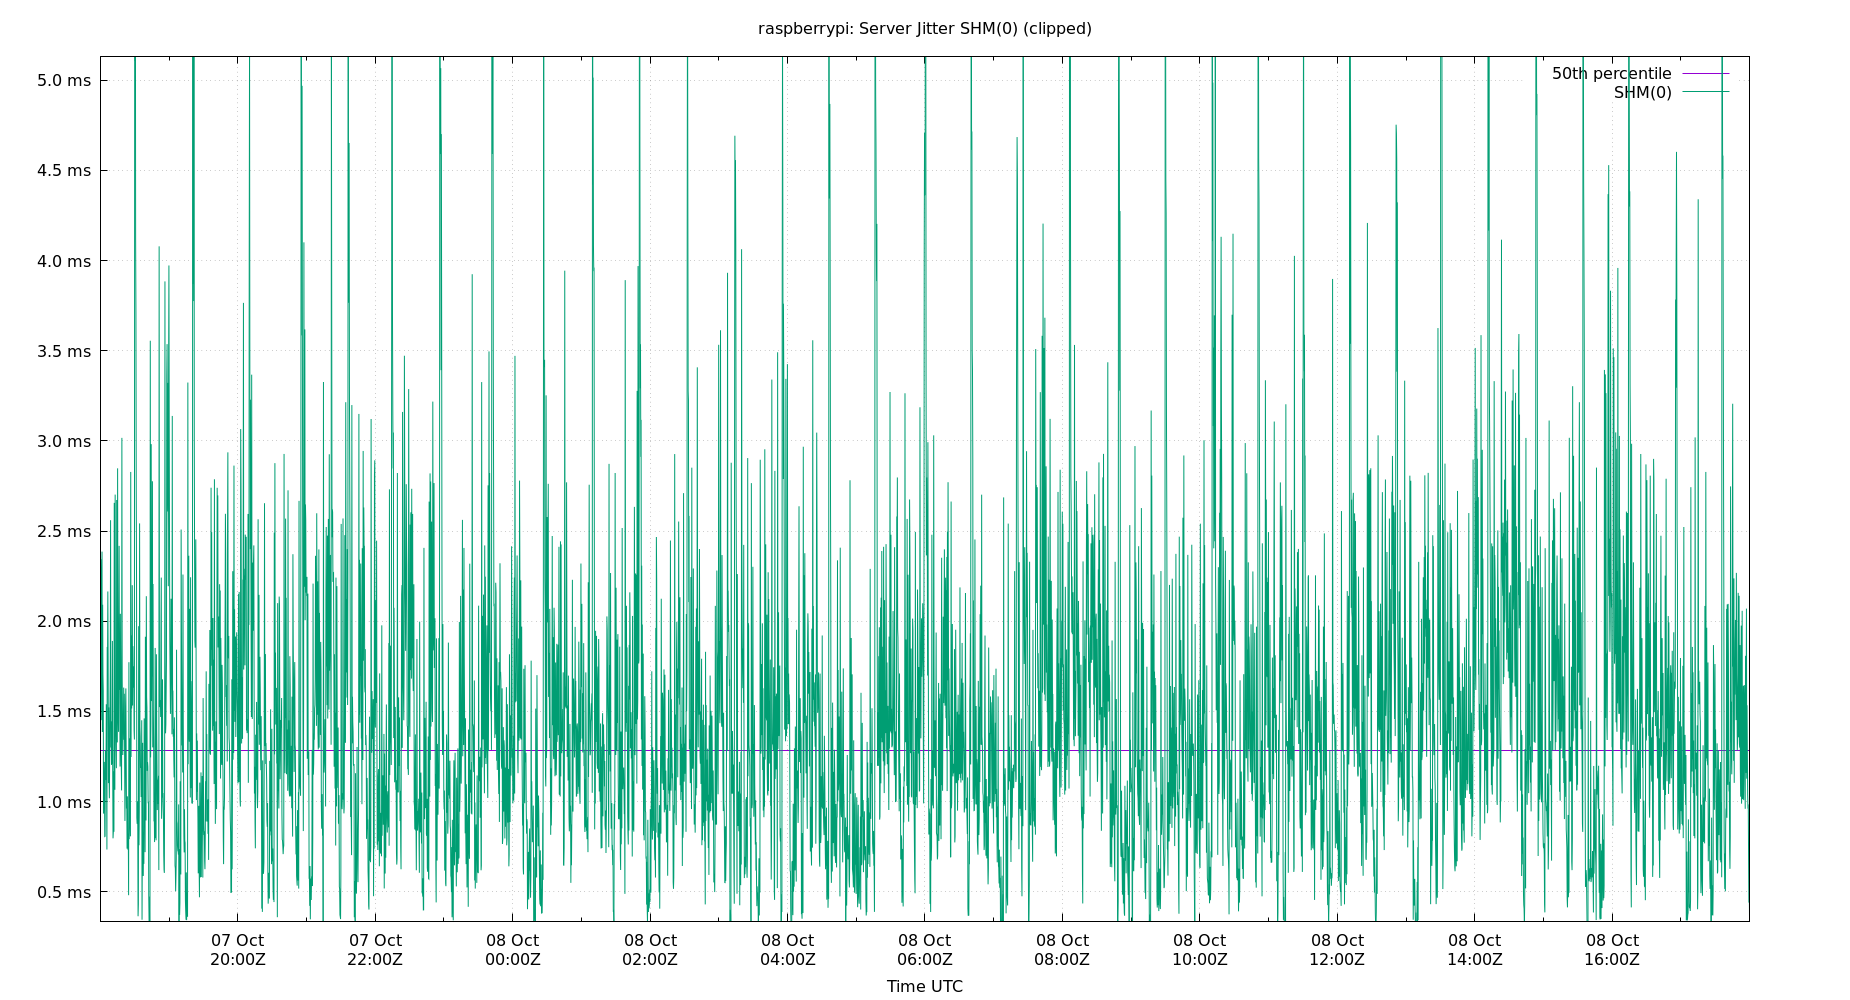 raspberrypi: Server Jitter SHM(0) (clipped)
50th percentile
SHM(0)
5.0 ms
4.5 ms
4.0 ms
3.5 ms
3.0 ms
2.5 ms
2.0 ms
1.5 ms
1.0 ms
0.5 ms
07 Oct 07 Oct 08 Oct 08 Oct 08 Oct 08 Oct 08 Oct 08 Oct 08 Oct 08 Oct 08 Oct
20:00Z 22:00Z 00:00Z 02:00Z 04:00Z 06:00Z 08:00Z 10:00Z 12:00Z 14:00Z 16:00Z
Time UTC